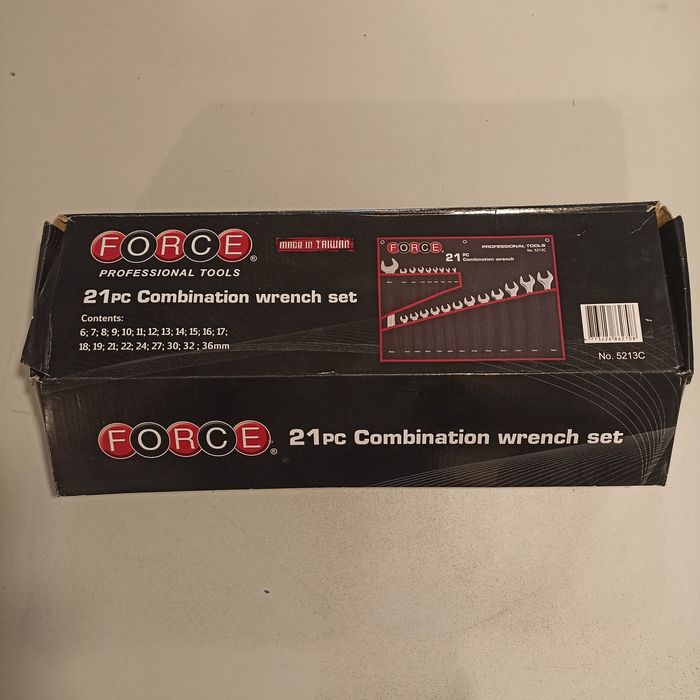 FORCE®
PROFESSIONAL TOOLS
MADE IN TAIWAN
21PC Combination wrench set
Contents:
6; 7; 8; 9; 10; 11; 12; 13; 14; 15; 16; 17;
18; 19; 21; 22; 24; 27; 30; 32 ; 36mm
FORCE
PROFESSIONAL TOOLS
No. 5213C
21 PC
Combination wrench
No. 5213C
FORCE® 21PC Combination wrench set